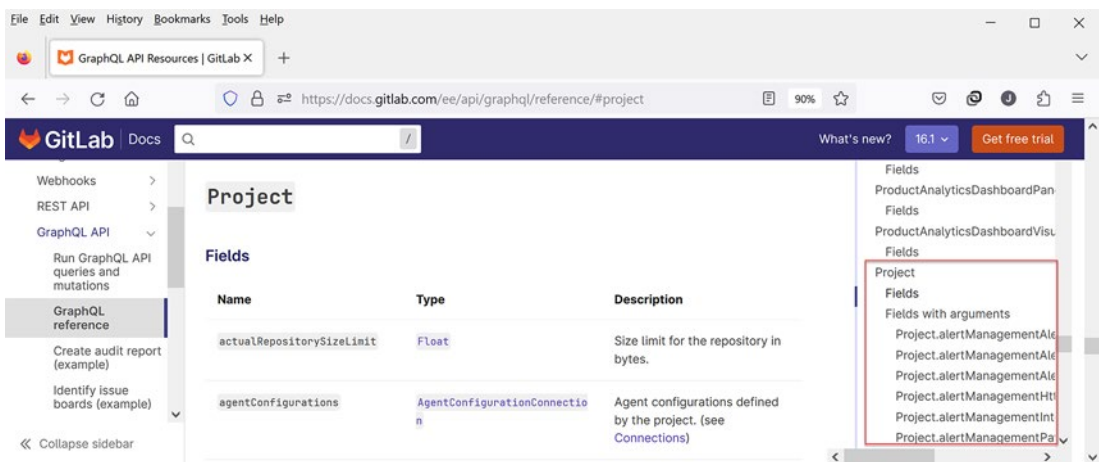 File Edit View History Bookmarks Tools Help
GraphQL API Resources | GitLab
https://docs.gitlab.com/ee/api/graphql/reference/#project 90%
GitLab Docs / What's new? 16.1 Get free trial
Webhooks
REST API
GraphQL API
Run GraphQL API
queries and
mutations
GraphQL
reference
Create audit report
(example)
Identify issue
boards (example)
Collapse sidebar
Project
Fields
Name Type Description
actualRepositorySizeLimit Float Size limit for the repository in
bytes.
agentConfigurations AgentConfigurationConnectio Agent configurations defined
n by the project. (see
Connections)
Fields
ProductAnalyticsDashboardPan
Fields
ProductAnalyticsDashboardVisu
Fields
Project
Fields
Fields with arguments
Project.alertManagementAle
Project.alertManagementAle
Project.alertManagementAle
Project.alertManagementHtt
Project.alertManagementInt
Project.alertManagementPa